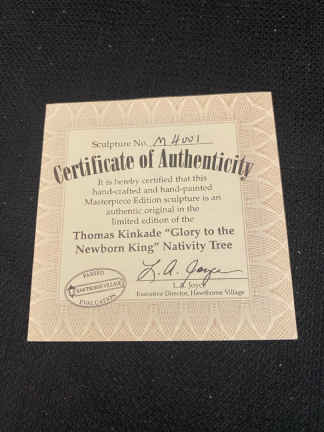 Sculpture No. M4001
Certificate of Authenticity
It is hereby certified that this
hand-crafted and hand-painted
Masterpiece Edition sculpture is an
authentic original in the
limited edition of the
Thomas Kinkade "Glory to the
Newborn King" Nativity Tree
L. A. Joyce
L.A. Joyce
Executive Director, Hawthorne Village
PASSED
HAWTHORNE VILLAGE
EVALUATION